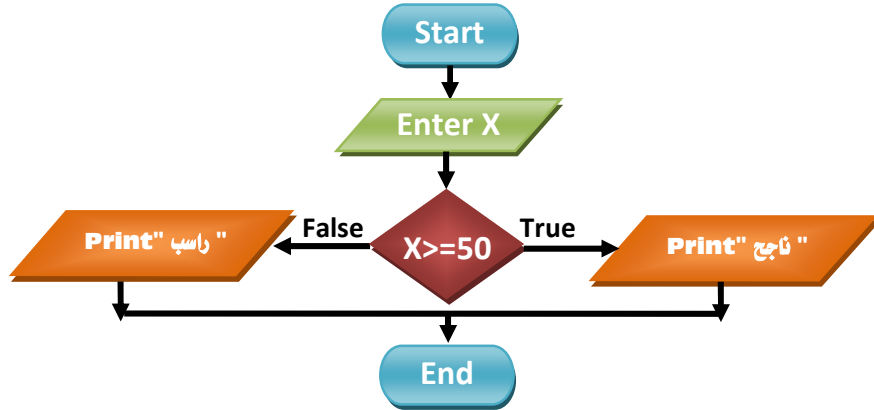 Start
Enter X
False
True
Print" راسب "
X>=50
Print" ناجح "
End